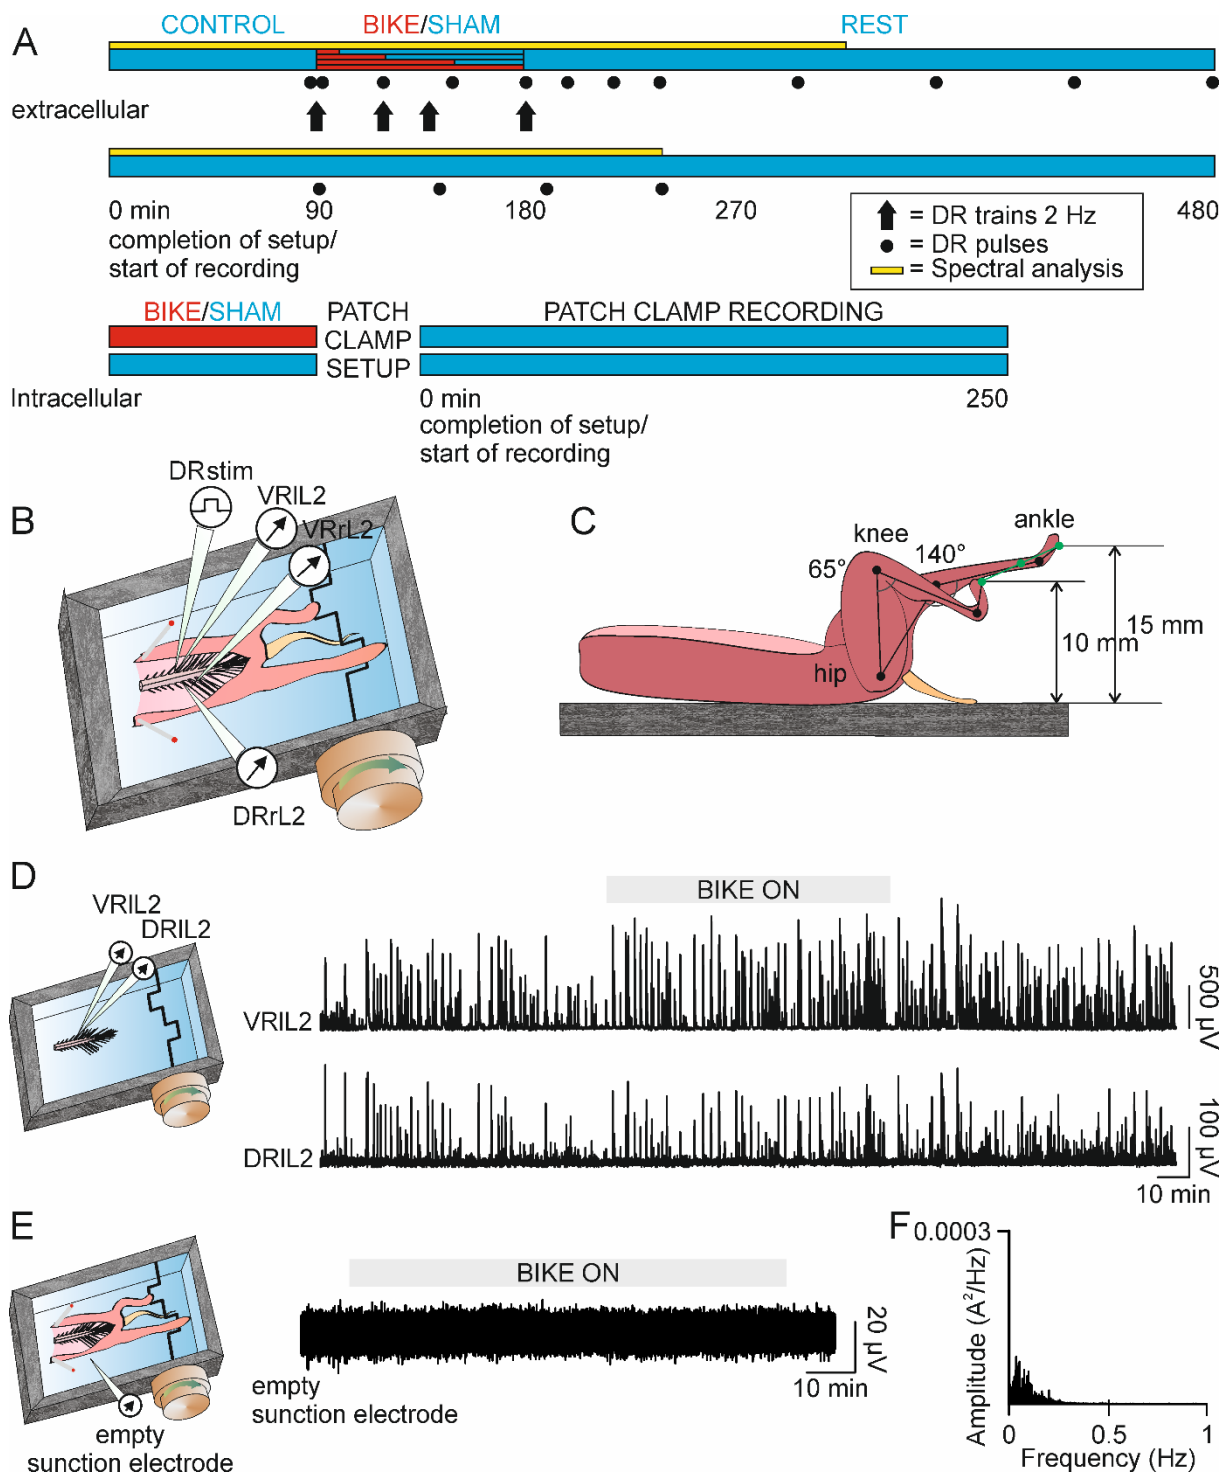 A
CONTROL BIKE/SHAM REST
extracellular
0 min 90 180 270 480
completion of setup/
start of recording
= DR trains 2 Hz
= DR pulses
= Spectral analysis
BIKE/SHAM PATCH PATCH CLAMP RECORDING
CLAMP
SETUP
Intracellular
0 min 250
completion of setup/
start of recording
B
DRstim
VRlL2
VRrL2
DRrL2
C
knee
ankle
65°
140°
hip
10 mm
15 mm
D
VRlL2
DRlL2
BIKE ON
VRlL2
500 µV
DRlL2
100 µV
10 min
E
empty
sunction electrode
BIKE ON
20 µV
10 min
empty
sunction electrode
F
0.0003
Amplitude (A²/Hz)
0 0.5 1
Frequency (Hz)